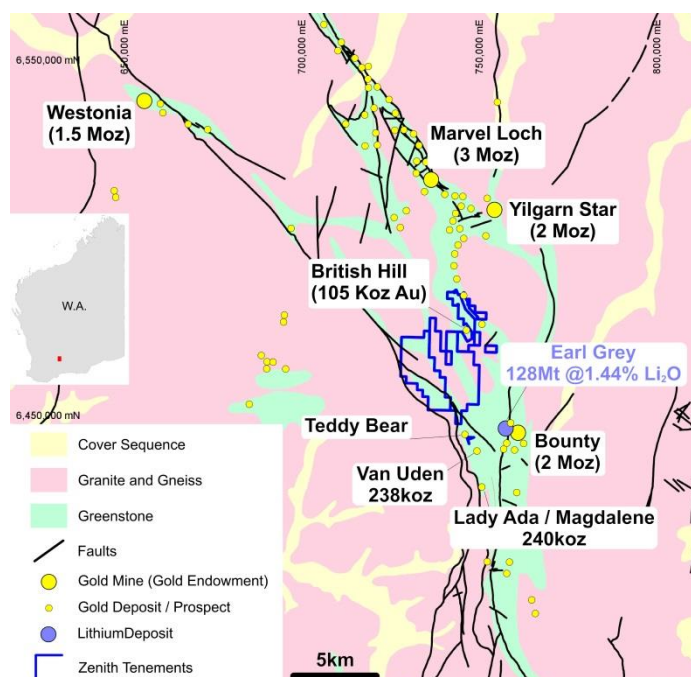 700,000 mE
750,000 mE
800,000 mE
650,000 mE
6,550,000 mN
Westonia
(1.5 Moz)
Marvel Loch
(3 Moz)
Yilgarn Star
(2 Moz)
W.A.
British Hill
(105 Koz Au)
Earl Grey
128Mt @1.44% Li₂O
6,450,000 mN
Teddy Bear
Bounty
(2 Moz)
Van Uden
238koz
Lady Ada / Magdalene
240koz
Cover Sequence
Granite and Gneiss
Greenstone
Faults
Gold Mine (Gold Endowment)
Gold Deposit / Prospect
LithiumDeposit
Zenith Tenements
5km